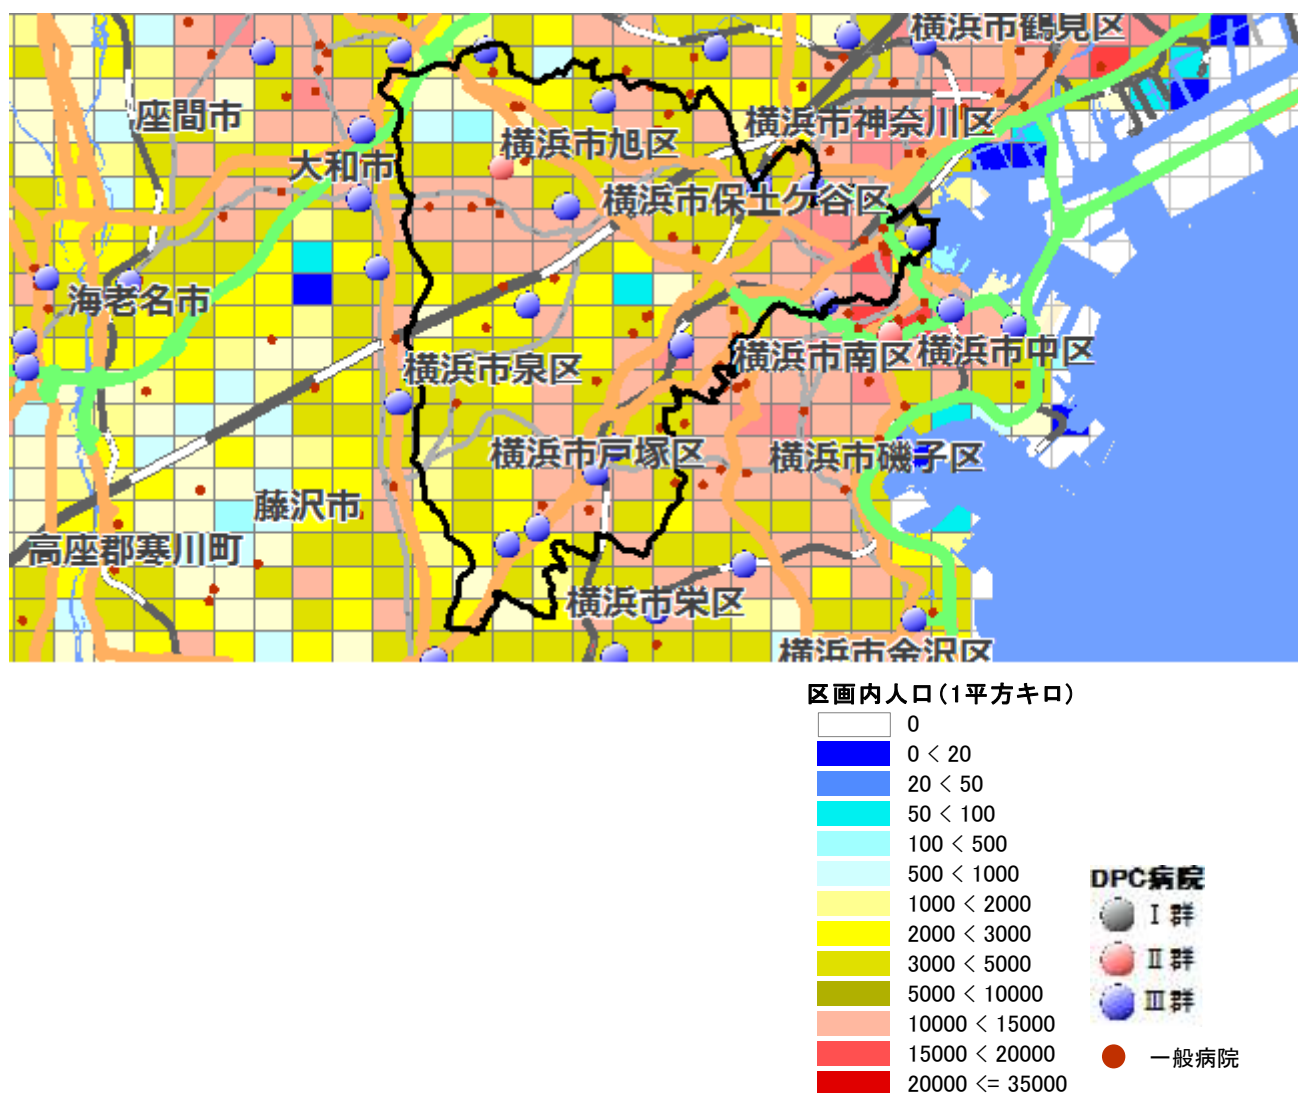 横浜市鶴見区
座間市
横浜市神奈川区
横浜市旭区
大和市
横浜市保土ケ谷区
海老名市
横浜市南区
横浜市中区
横浜市泉区
横浜市戸塚区
横浜市磯子区
藤沢市
高座郡寒川町
横浜市栄区
横浜市金沢区
区画内人口(1平方キロ)
0
0 < 20
20 < 50
50 < 100
100 < 500
500 < 1000
1000 < 2000
2000 < 3000
3000 < 5000
5000 < 10000
10000 < 15000
15000 < 20000
20000 <= 35000
DPC病院
Ⅰ群
Ⅱ群
Ⅲ群
一般病院